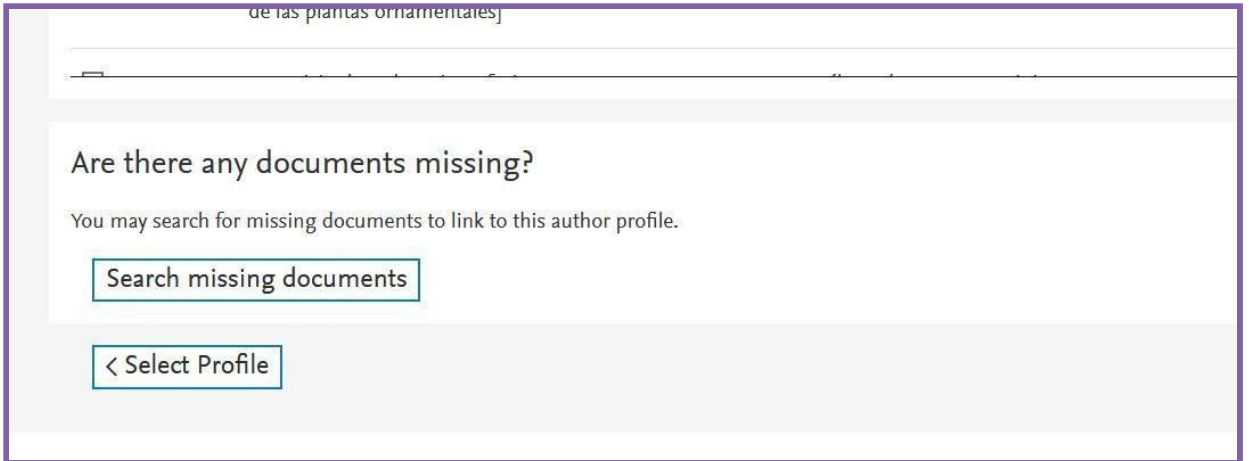 de las plantas ornamentales]
Are there any documents missing?
You may search for missing documents to link to this author profile.
Search missing documents
< Select Profile